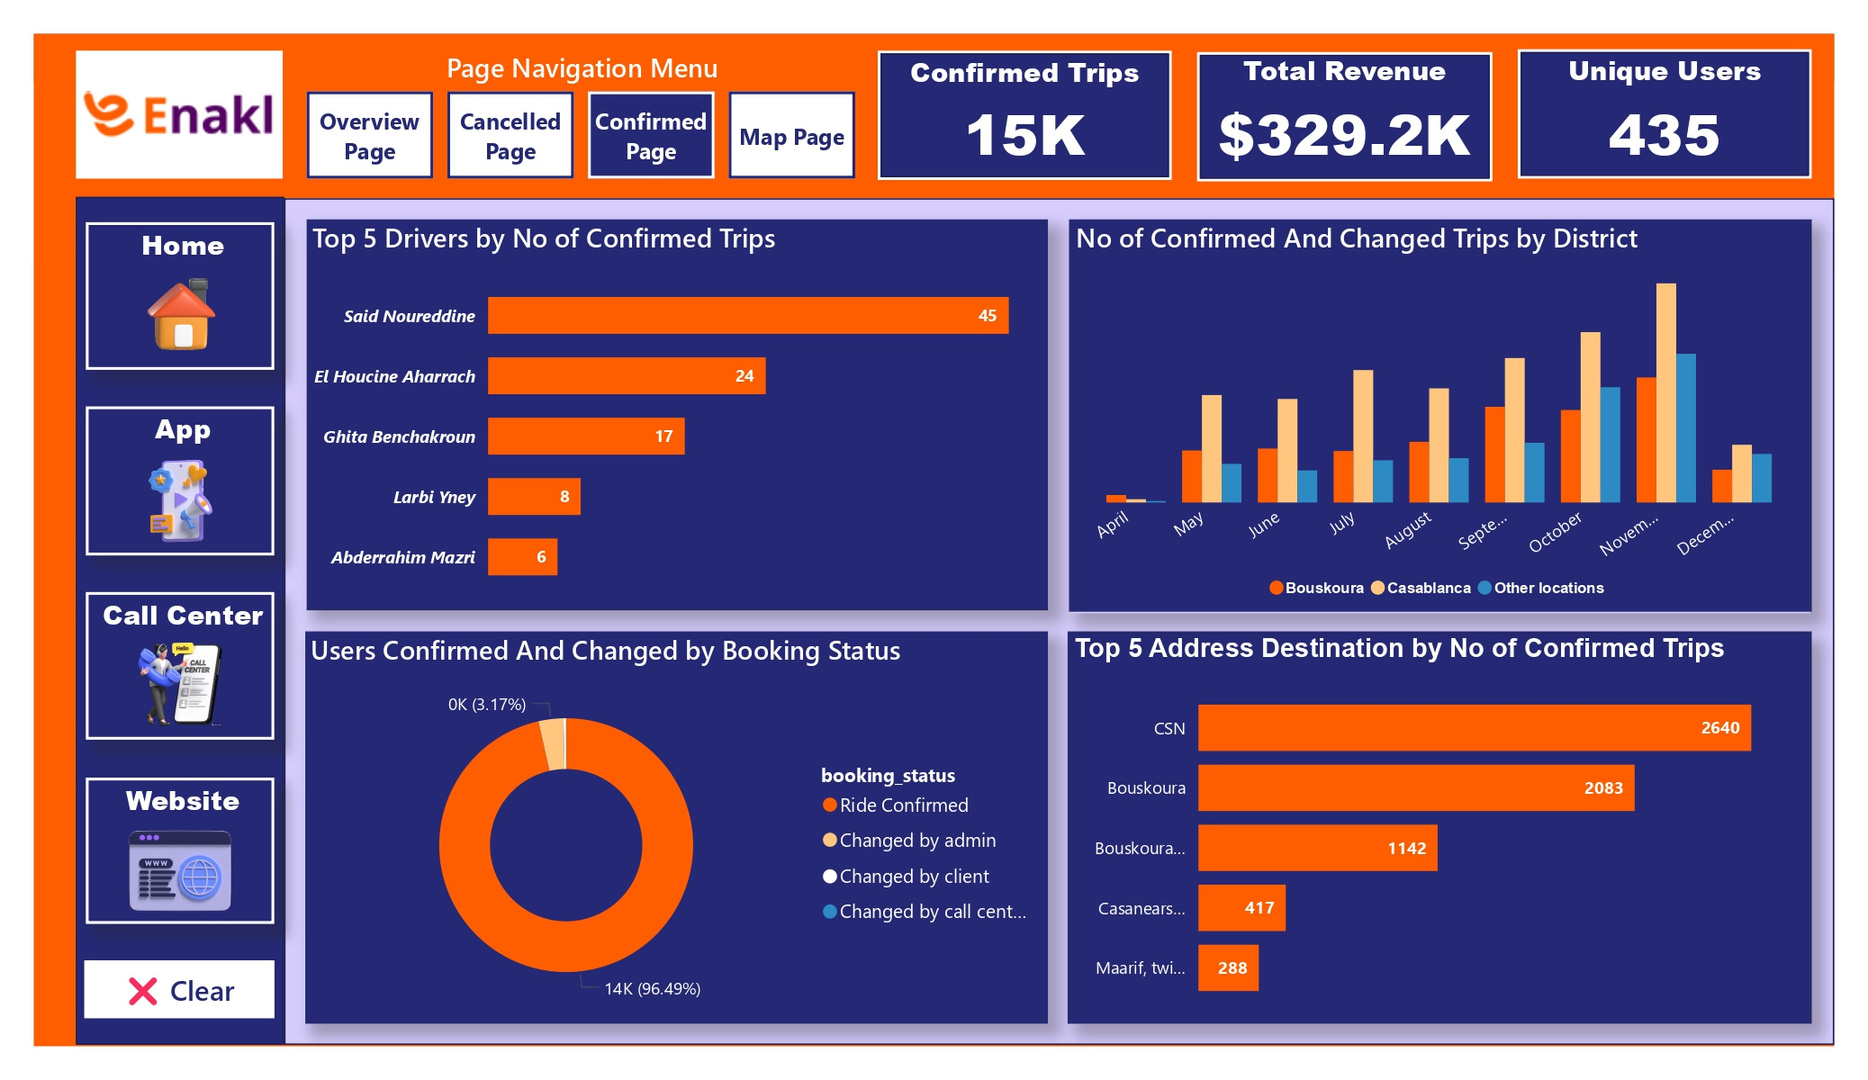 Enakl
Page Navigation Menu
Overview
Page
Cancelled
Page
Confirmed
Page
Map Page
Confirmed Trips
15K
Total Revenue
$329.2K
Unique Users
435
Home
App
Call Center
Hello
CALL
CENTER
Website
WWW
Clear
Top 5 Drivers by No of Confirmed Trips
Said Noureddine 45
El Houcine Aharrach 24
Ghita Benchakroun 17
Larbi Yney 8
Abderrahim Mazri 6
No of Confirmed And Changed Trips by District
April May June July August Septe... October Novem... Decem...
Bouskoura Casablanca Other locations
Users Confirmed And Changed by Booking Status
0K (3.17%)
14K (96.49%)
booking_status
Ride Confirmed
Changed by admin
Changed by client
Changed by call cent...
Top 5 Address Destination by No of Confirmed Trips
CSN 2640
Bouskoura 2083
Bouskoura... 1142
Casanears... 417
Maarif, twi... 288